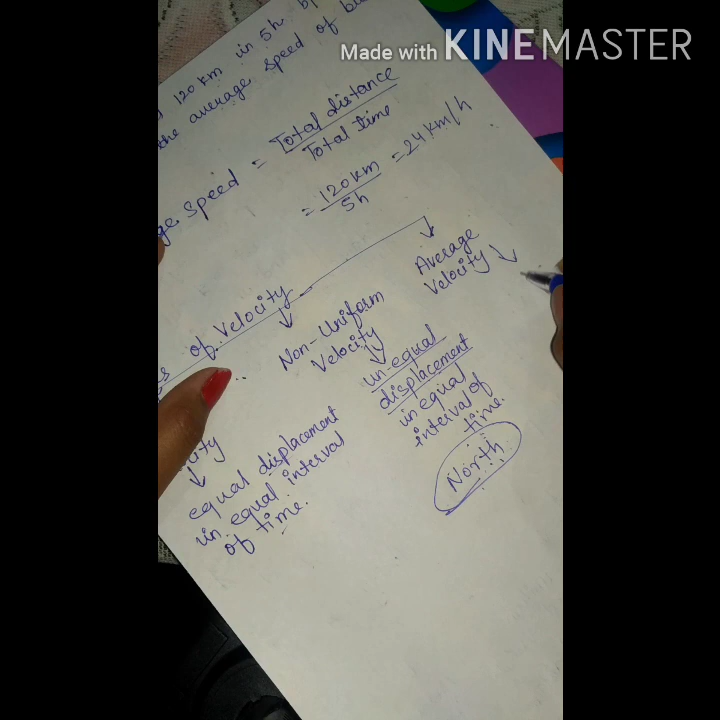 Made with KINEMASTER
120 km in 5h
the average speed of
Speed = Total distance
Total time
= 120 km = 24 km/h
5h
of Velocity
Non-Uniform
Velocity
Average
Velocity
un-equal
displacement
in equal
interval of
time.
North
equal displacement
in equal interval
of time.